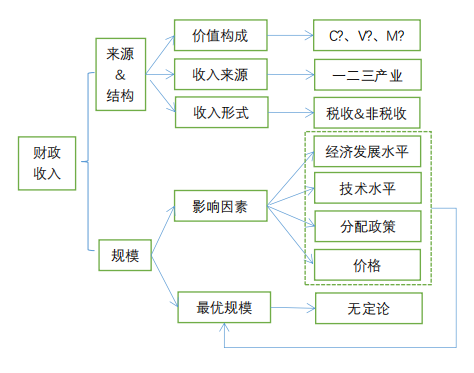 财政
收入
来源
&
结构
价值构成
C?、V?、M?
收入来源
一二三产业
收入形式
税收&非税收
规模
影响因素
经济发展水平
技术水平
分配政策
价格
最优规模
无定论